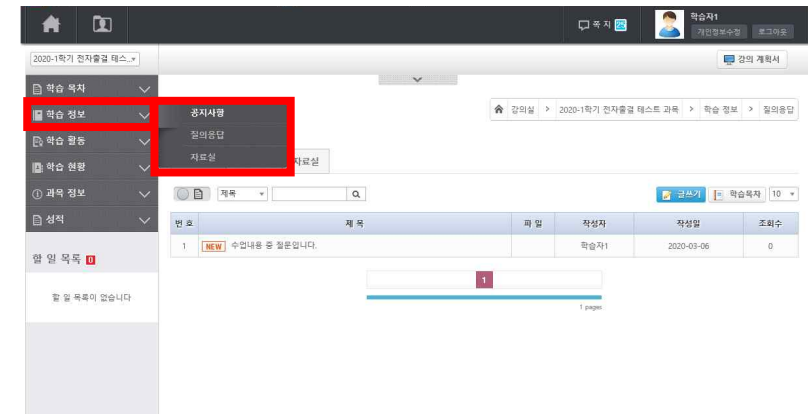 쪽 지
학습자1
개인정보수정 로그아웃
2020-1학기 전자출결 테스..
강의 계획서
학습 목차
학습 정보
학습 활동
학습 현황
과목 정보
성적
공지사항
질의응답
자료실
강의실 > 2020-1학기 전자출결 테스트 과목 > 학습 정보 > 질의응답
자료실
제목
글쓰기 학습목차 10
번호 제 목 파 일 작성자 작성일 조회수
1 NEW 수업내용 중 질문입니다. 학습자1 2020-03-06 0
1
1 pages
할 일 목록 0
할 일 목록이 없습니다